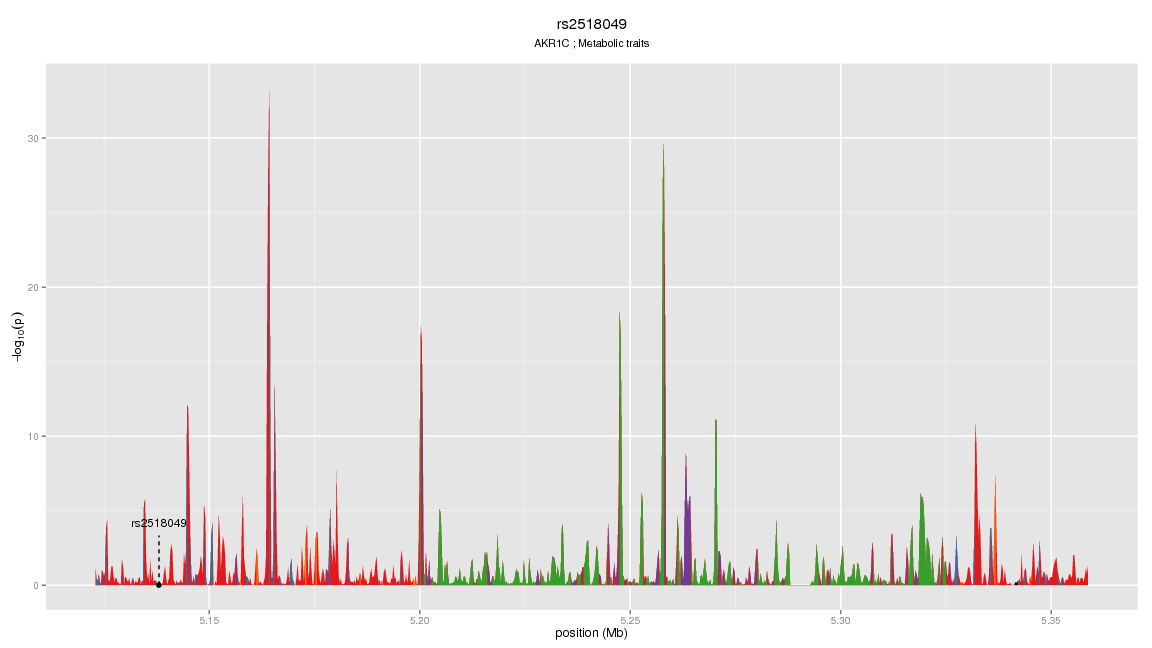 rs2518049
AKR1C ; Metabolic traits
30
20
10
0
−log10(p)
rs2518049
5.15
5.20
5.25
5.30
5.35
position (Mb)